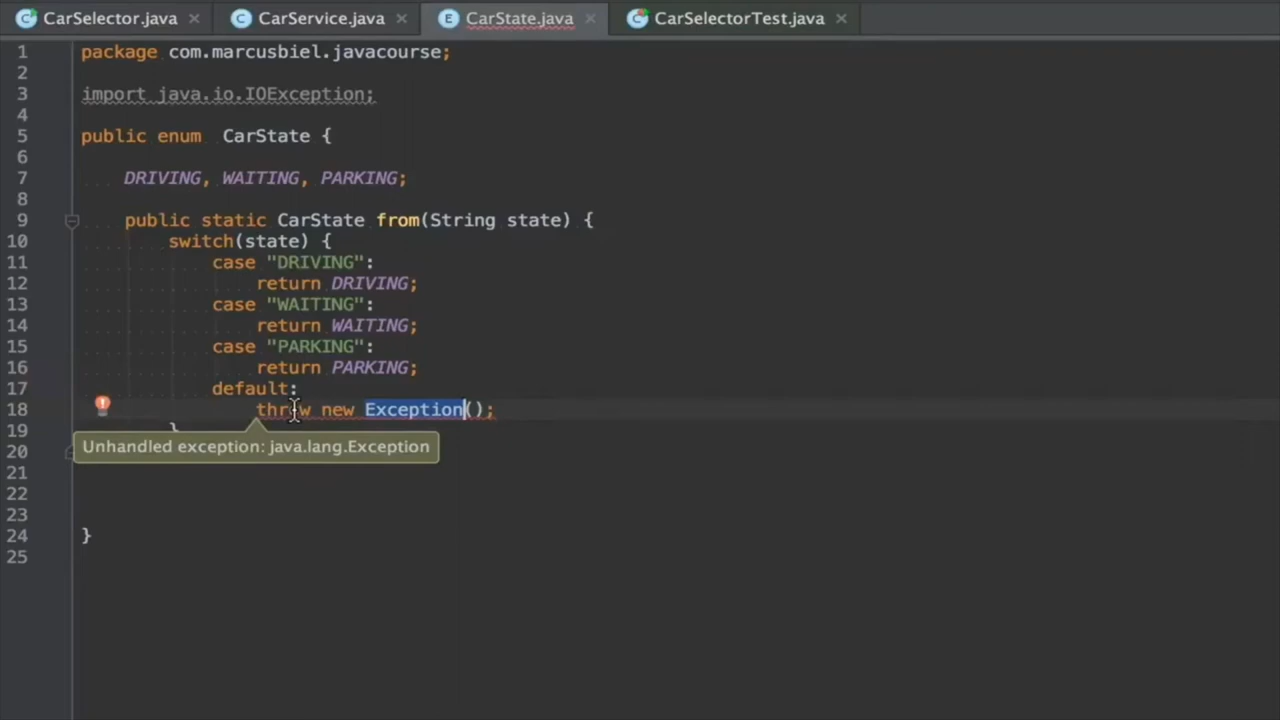 CarSelector.java CarService.java CarState.java CarSelectorTest.java
1 package com.marcusbiel.javacourse;
2
3 import java.io.IOException;
4
5 public enum  CarState {
6
7 DRIVING, WAITING, PARKING;
8
9 public static CarState from(String state) {
10 switch(state) {
11 case "DRIVING":
12 return DRIVING;
13 case "WAITING":
14 return WAITING;
15 case "PARKING":
16 return PARKING;
17 default:
18 throw new Exception();
19 }
Unhandled exception: java.lang.Exception
20
21
22
23
24 }
25